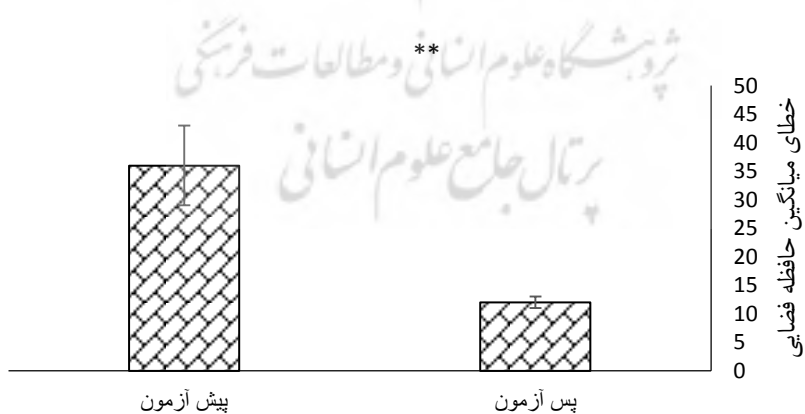 پژوهشگاه علوم انسانی و مطالعات فرهنگی
**
پرتال جامع علوم انسانی
50
45
40
35
30
25
20
15
10
5
0
خطای میانگین حافظه فضایی
پیش آزمون
پس آزمون